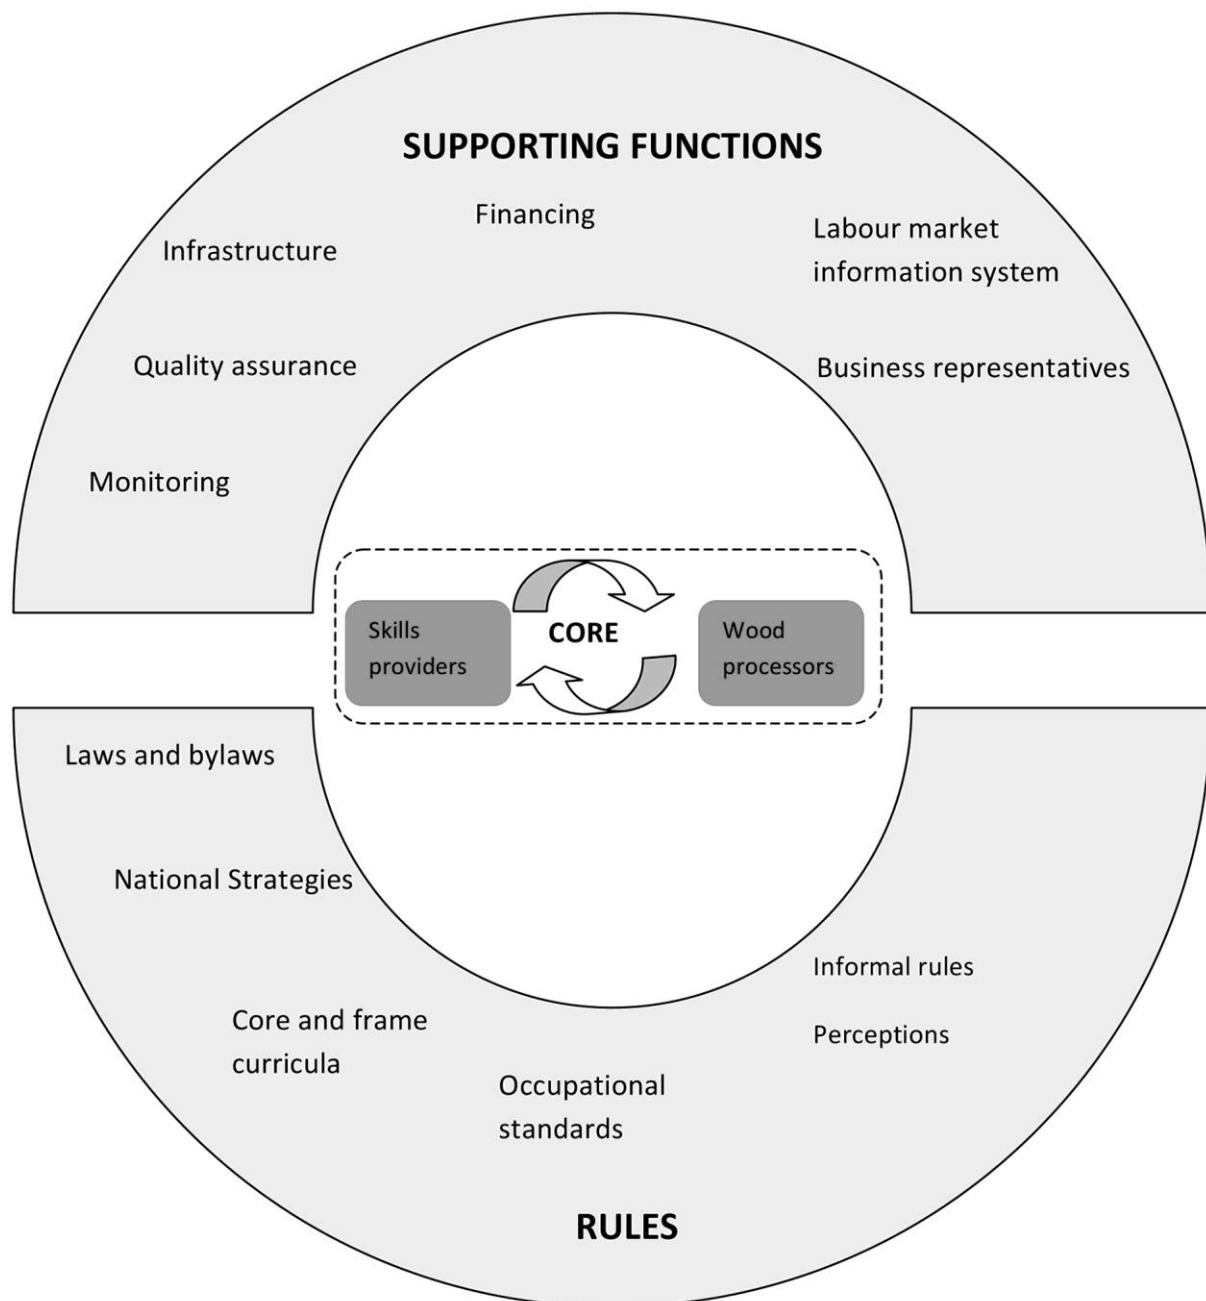 SUPPORTING FUNCTIONS
Financing
Infrastructure
Labour market
information system
Quality assurance
Business representatives
Monitoring
Skills
providers
CORE
Wood
processors
Laws and bylaws
National Strategies
Informal rules
Core and frame
curricula
Perceptions
Occupational
standards
RULES